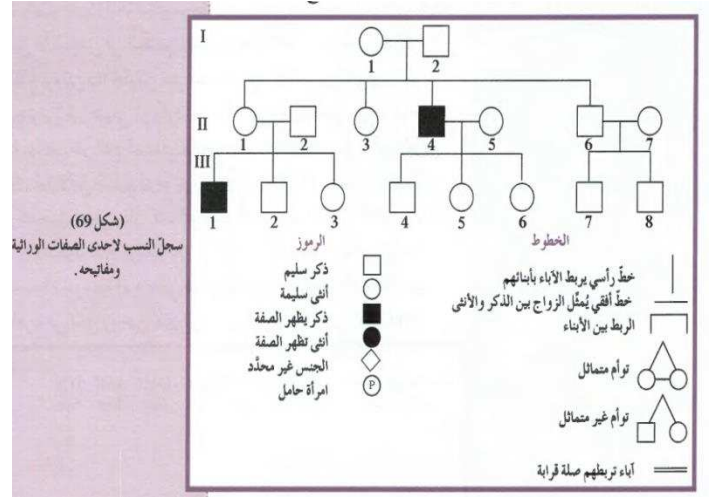 I
1 2
II
1 2 3 4 5 6 7
III
1 2 3 4 5 6 7 8
(شكل 69)
سجلّ النسب لاحدى الصفات الوراثية
ومفاتيحه.
الرموز
ذكر سليم
أنثى سليمة
ذكر يظهر الصفة
أنثى تظهر الصفة
الجنس غير محدَّد
P
امرأة حامل
الخطوط
خطّ رأسي يربط الآباء بأبنائهم
خطّ أفقي يُمثّل الزواج بين الذكر والأنثى
الربط بين الأبناء
توأم متماثل
توأم غير متماثل
آباء تربطهم صلة قرابة